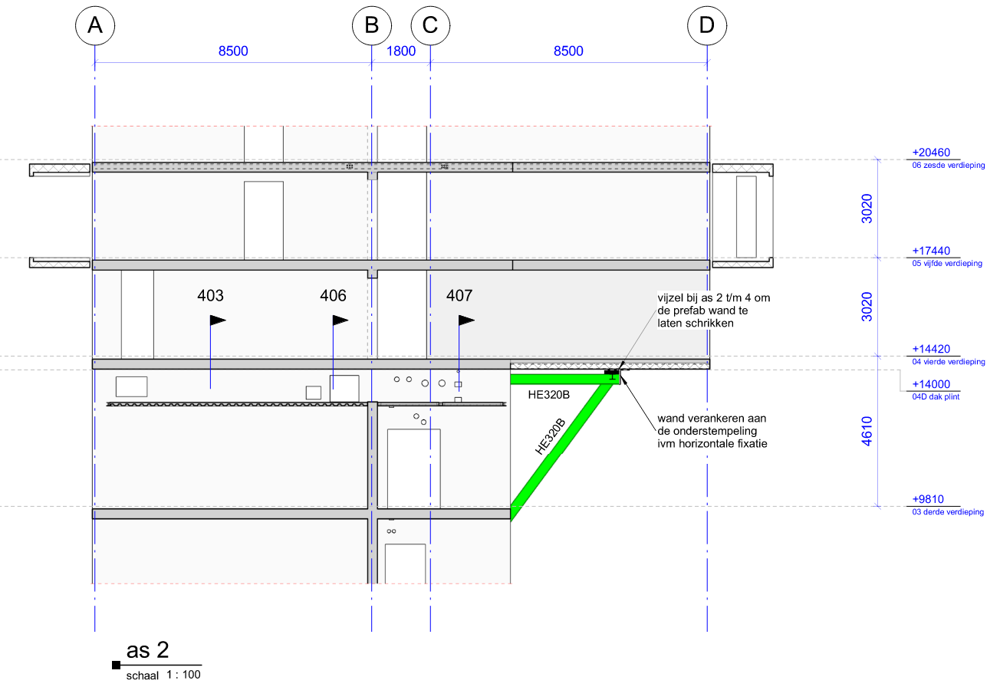 A
B
C
D
8500
1800
8500
+20460
06 zesde verdieping
3020
+17440
05 vijfde verdieping
403
406
407
vijzel bij as 2 t/m 4 om
de prefab wand te
laten schrikken
3020
+14420
04 vierde verdieping
+14000
04D dak plint
HE320B
HE320B
wand verankeren aan
de onderstempeling
ivm horizontale fixatie
4610
+9810
03 derde verdieping
as 2
schaal 1 : 100